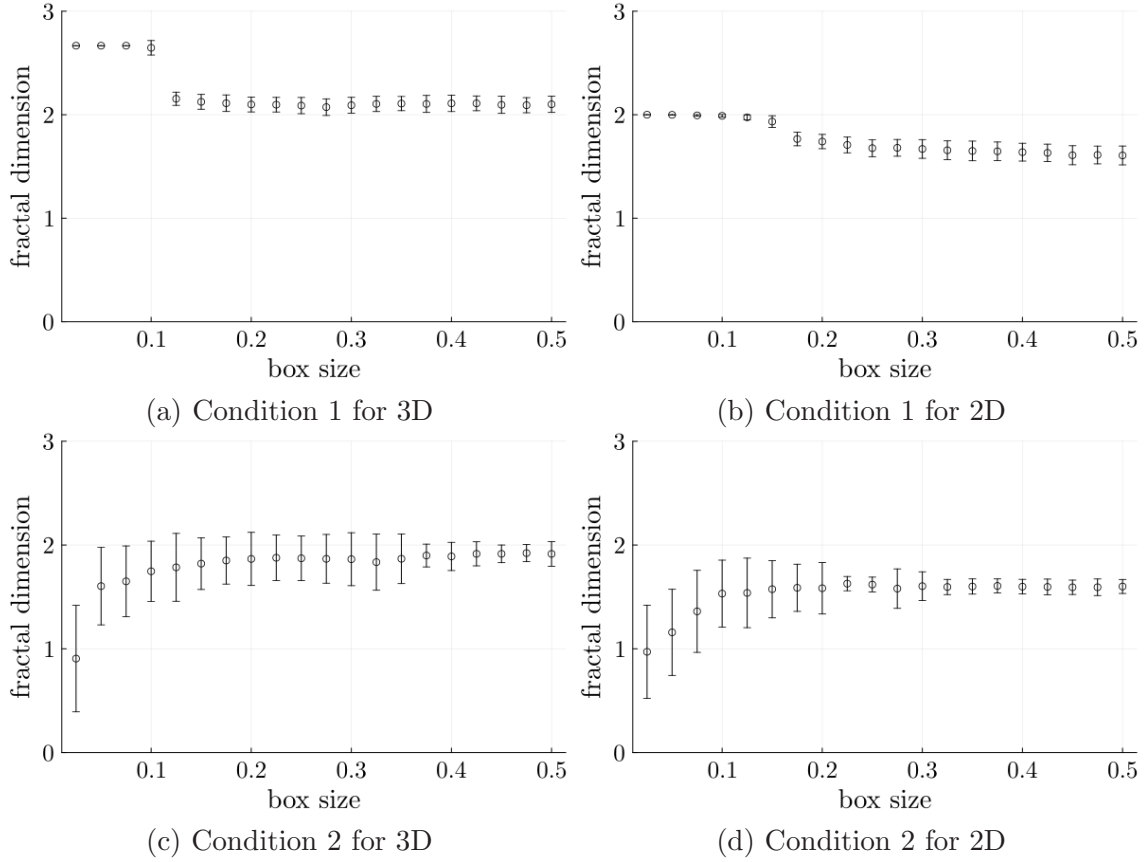 3
2
1
0
fractal dimension
0.1 0.2 0.3 0.4 0.5
box size
(a) Condition 1 for 3D
3
2
1
0
fractal dimension
0.1 0.2 0.3 0.4 0.5
box size
(b) Condition 1 for 2D
3
2
1
0
fractal dimension
0.1 0.2 0.3 0.4 0.5
box size
(c) Condition 2 for 3D
3
2
1
0
fractal dimension
0.1 0.2 0.3 0.4 0.5
box size
(d) Condition 2 for 2D